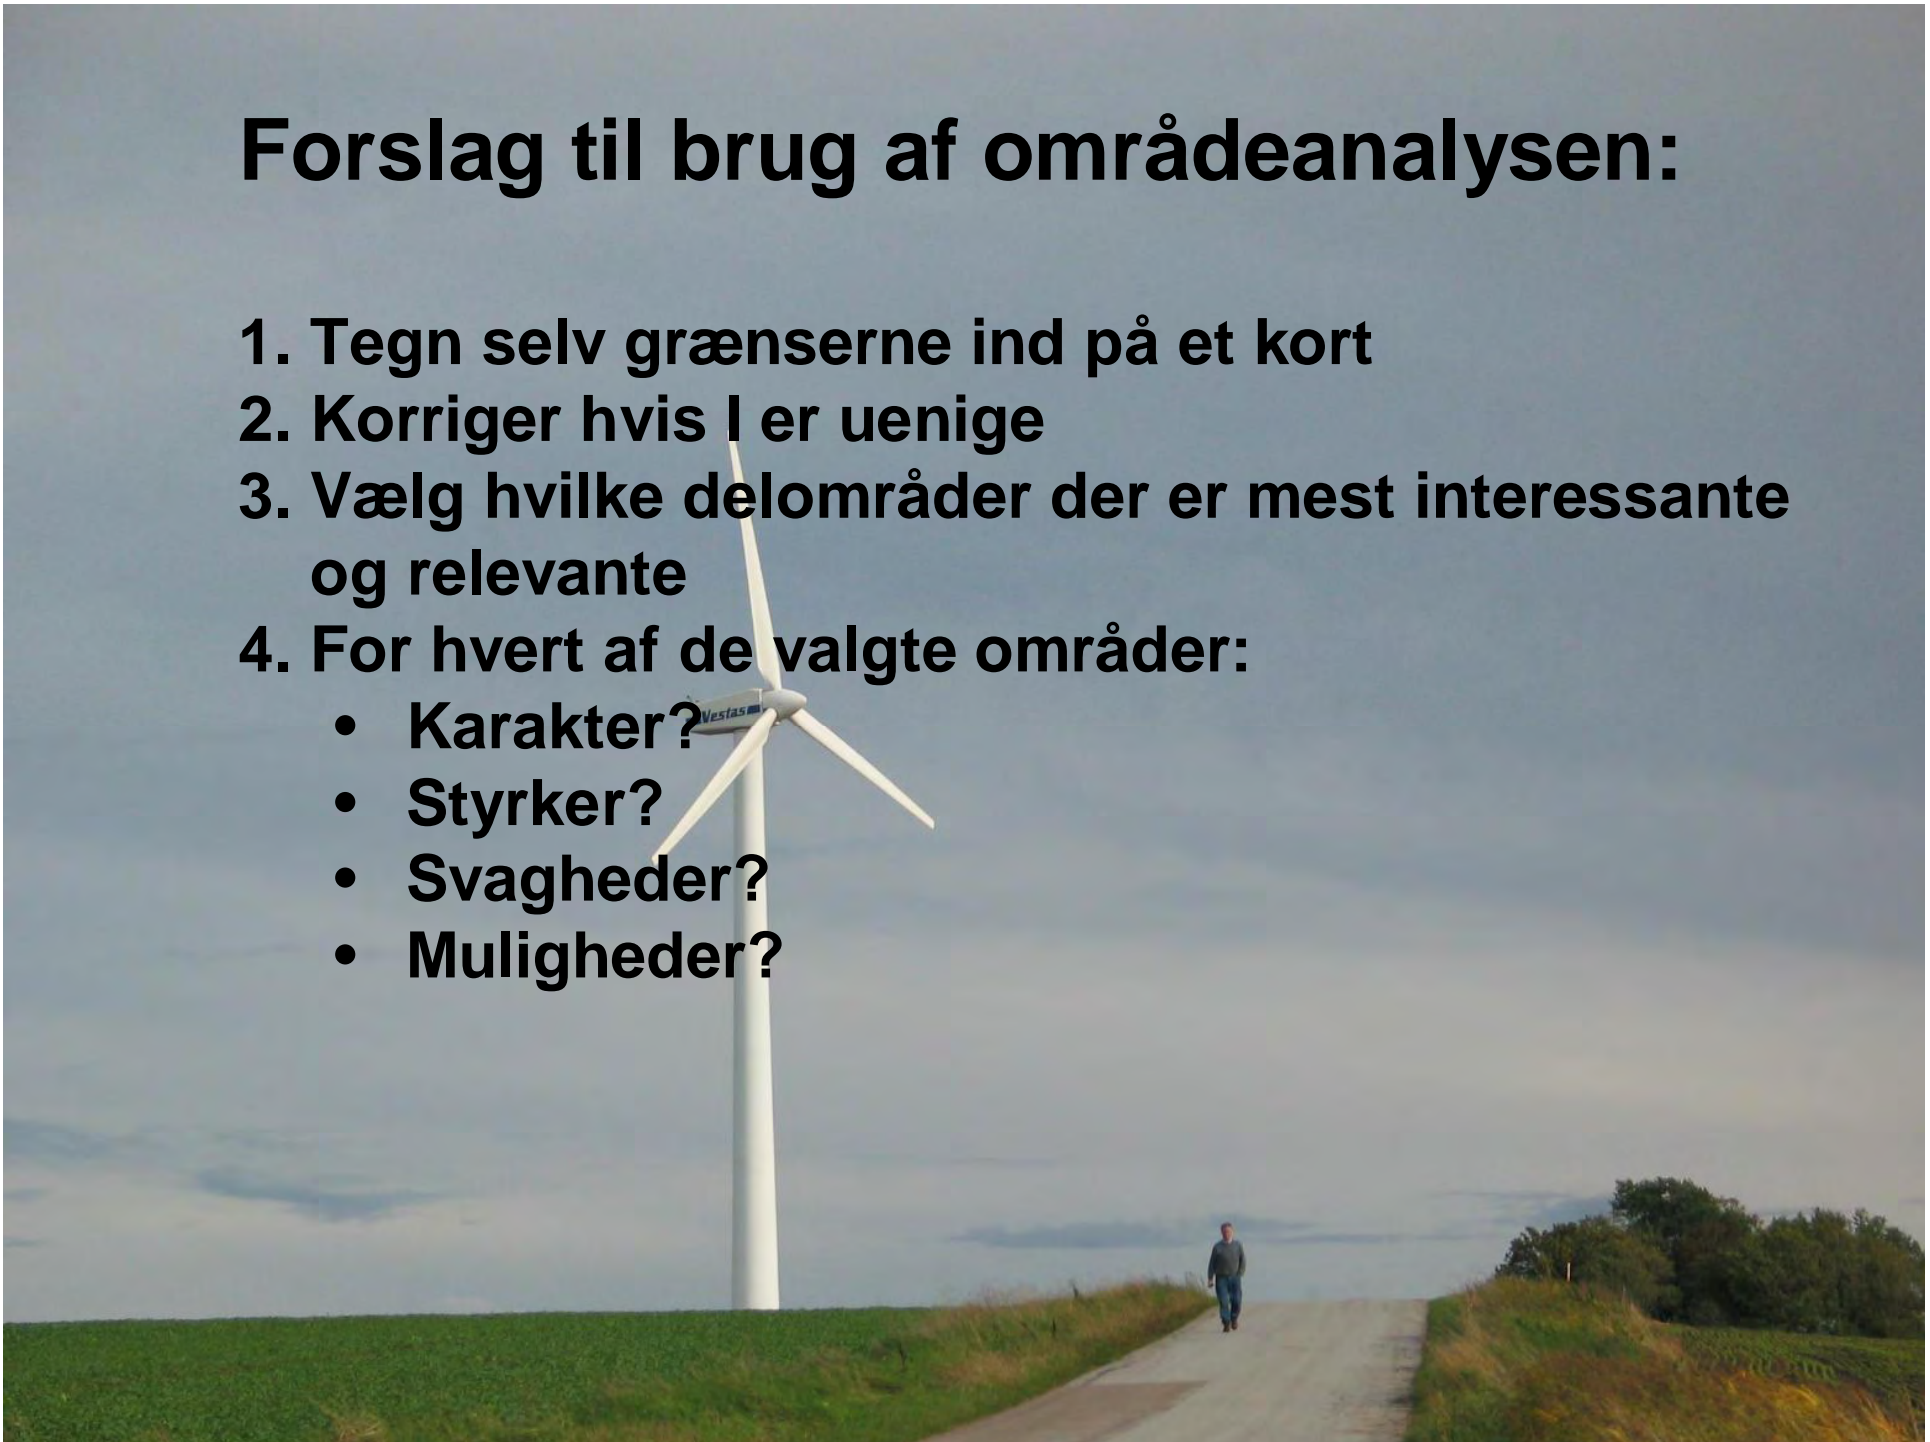 Forslag til brug af områdeanalysen:
1. Tegn selv grænserne ind på et kort
2. Korriger hvis I er uenige
3. Vælg hvilke delområder der er mest interessante
og relevante
4. For hvert af de valgte områder:
• Karakter?
Vestas
• Styrker?
• Svagheder?
• Muligheder?